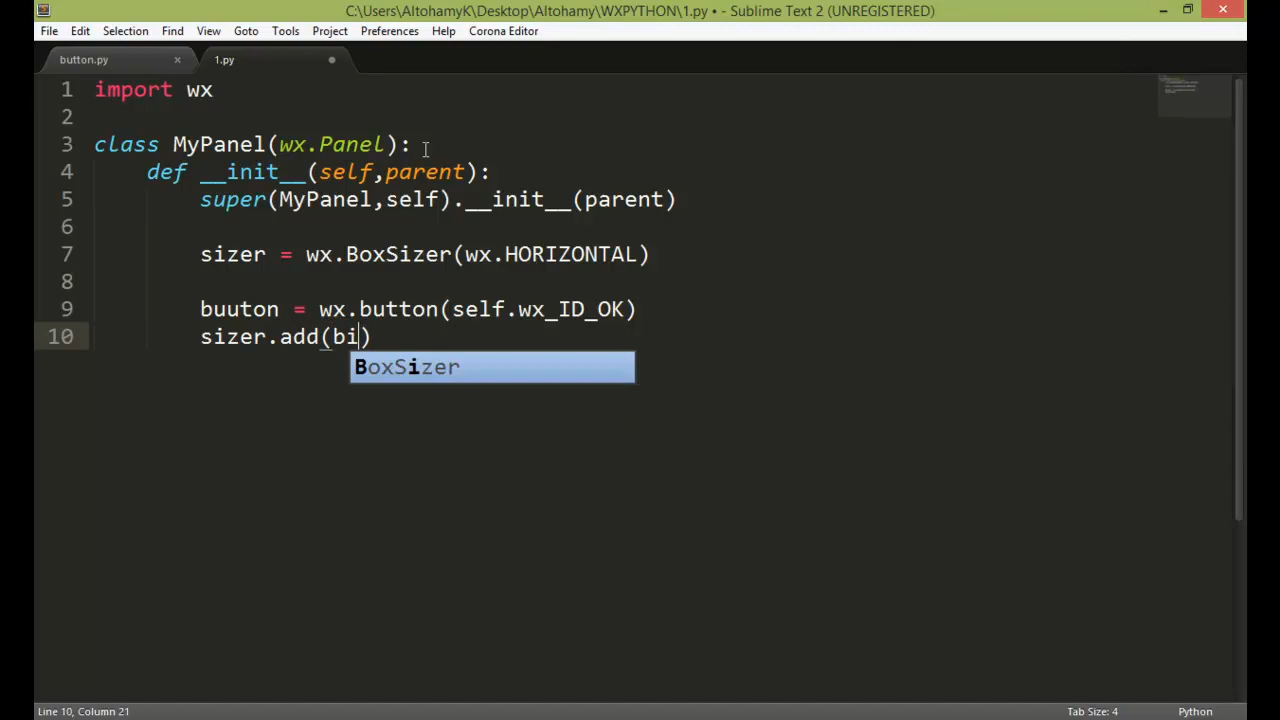 C:\Users\AltohamyK\Desktop\Altohamy\WXPYTHON\1.py • - Sublime Text 2 (UNREGISTERED)
File Edit Selection Find View Goto Tools Project Preferences Help Corona Editor
button.py 1.py
1 import wx
2
3 class MyPanel(wx.Panel):
4 def __init__(self,parent):
5 super(MyPanel,self).__init__(parent)
6
7 sizer = wx.BoxSizer(wx.HORIZONTAL)
8
9 buuton = wx.button(self.wx_ID_OK)
10 sizer.add(bi)
BoxSizer
Line 10, Column 21 Tab Size: 4 Python